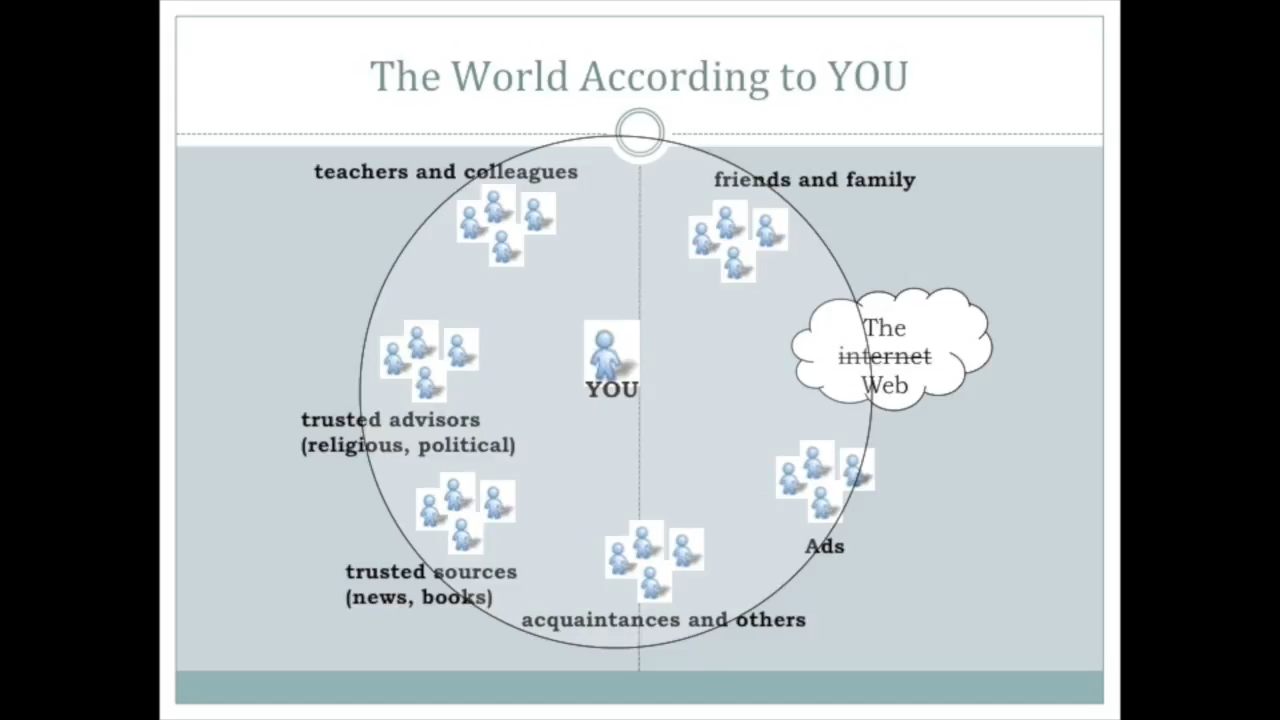 The World According to YOU
teachers and colleagues
friends and family
The
internet
Web
YOU
trusted advisors
(religious, political)
Ads
trusted sources
(news, books)
acquaintances and others